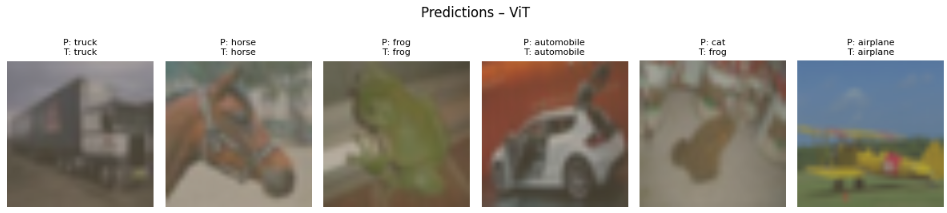 Predictions – ViT
P: truck
T: truck
P: horse
T: horse
P: frog
T: frog
P: automobile
T: automobile
P: cat
T: frog
P: airplane
T: airplane